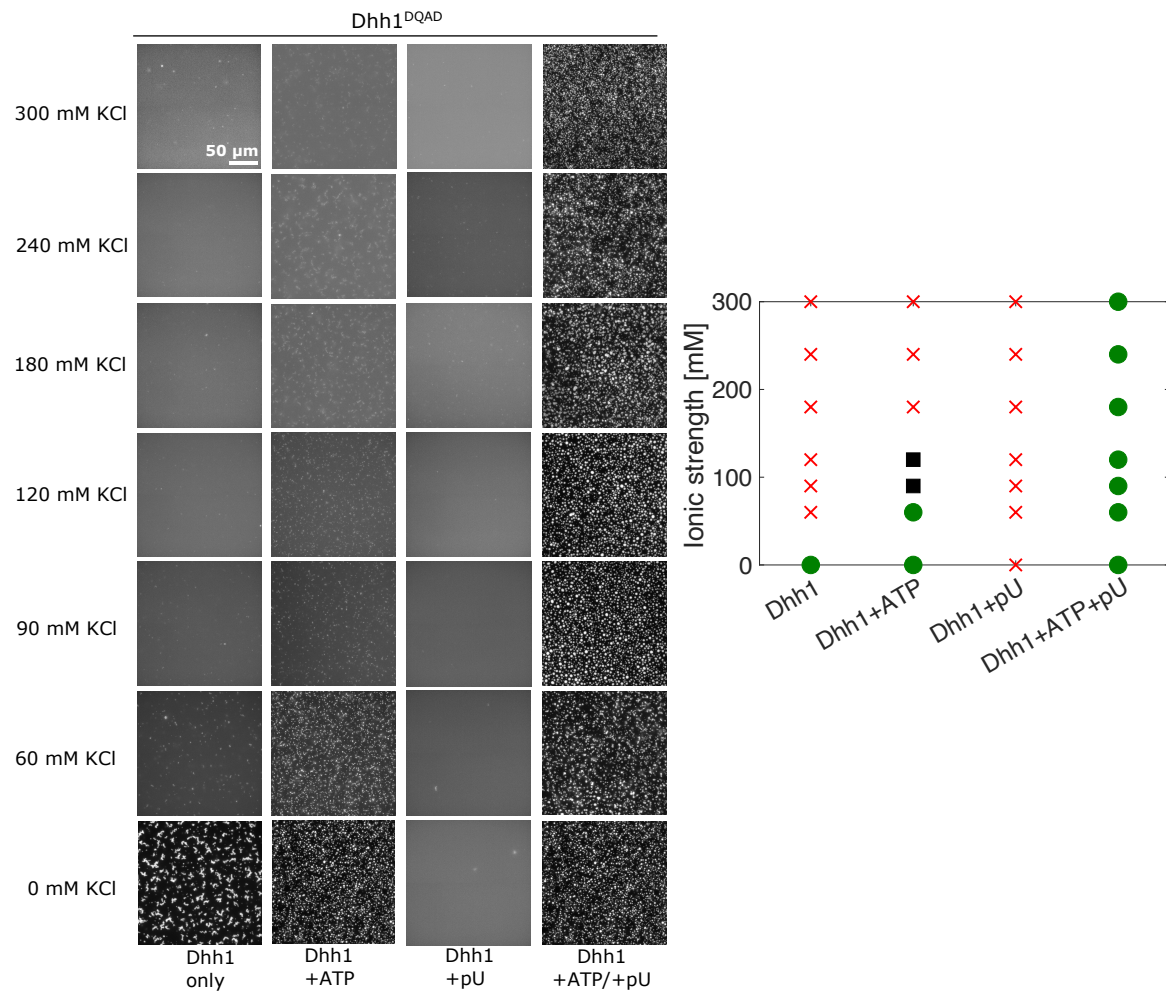 Dhh1DQAD
300 mM KCl
50 µm
240 mM KCl
180 mM KCl
120 mM KCl
90 mM KCl
60 mM KCl
0 mM KCl
Dhh1
only
Dhh1
+ATP
Dhh1
+pU
Dhh1
+ATP/+pU
Ionic strength [mM]
300
200
100
0
Dhh1
Dhh1+ATP
Dhh1+pU
Dhh1+ATP+pU